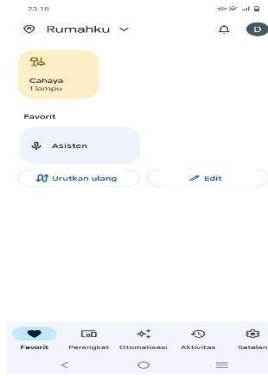 23.10
Rumahku
D
Cahaya
1 lampu
Favorit
Asisten
Urutkan ulang
Edit
Favorit Perangkat Otomatisasi Aktivitas Setelan